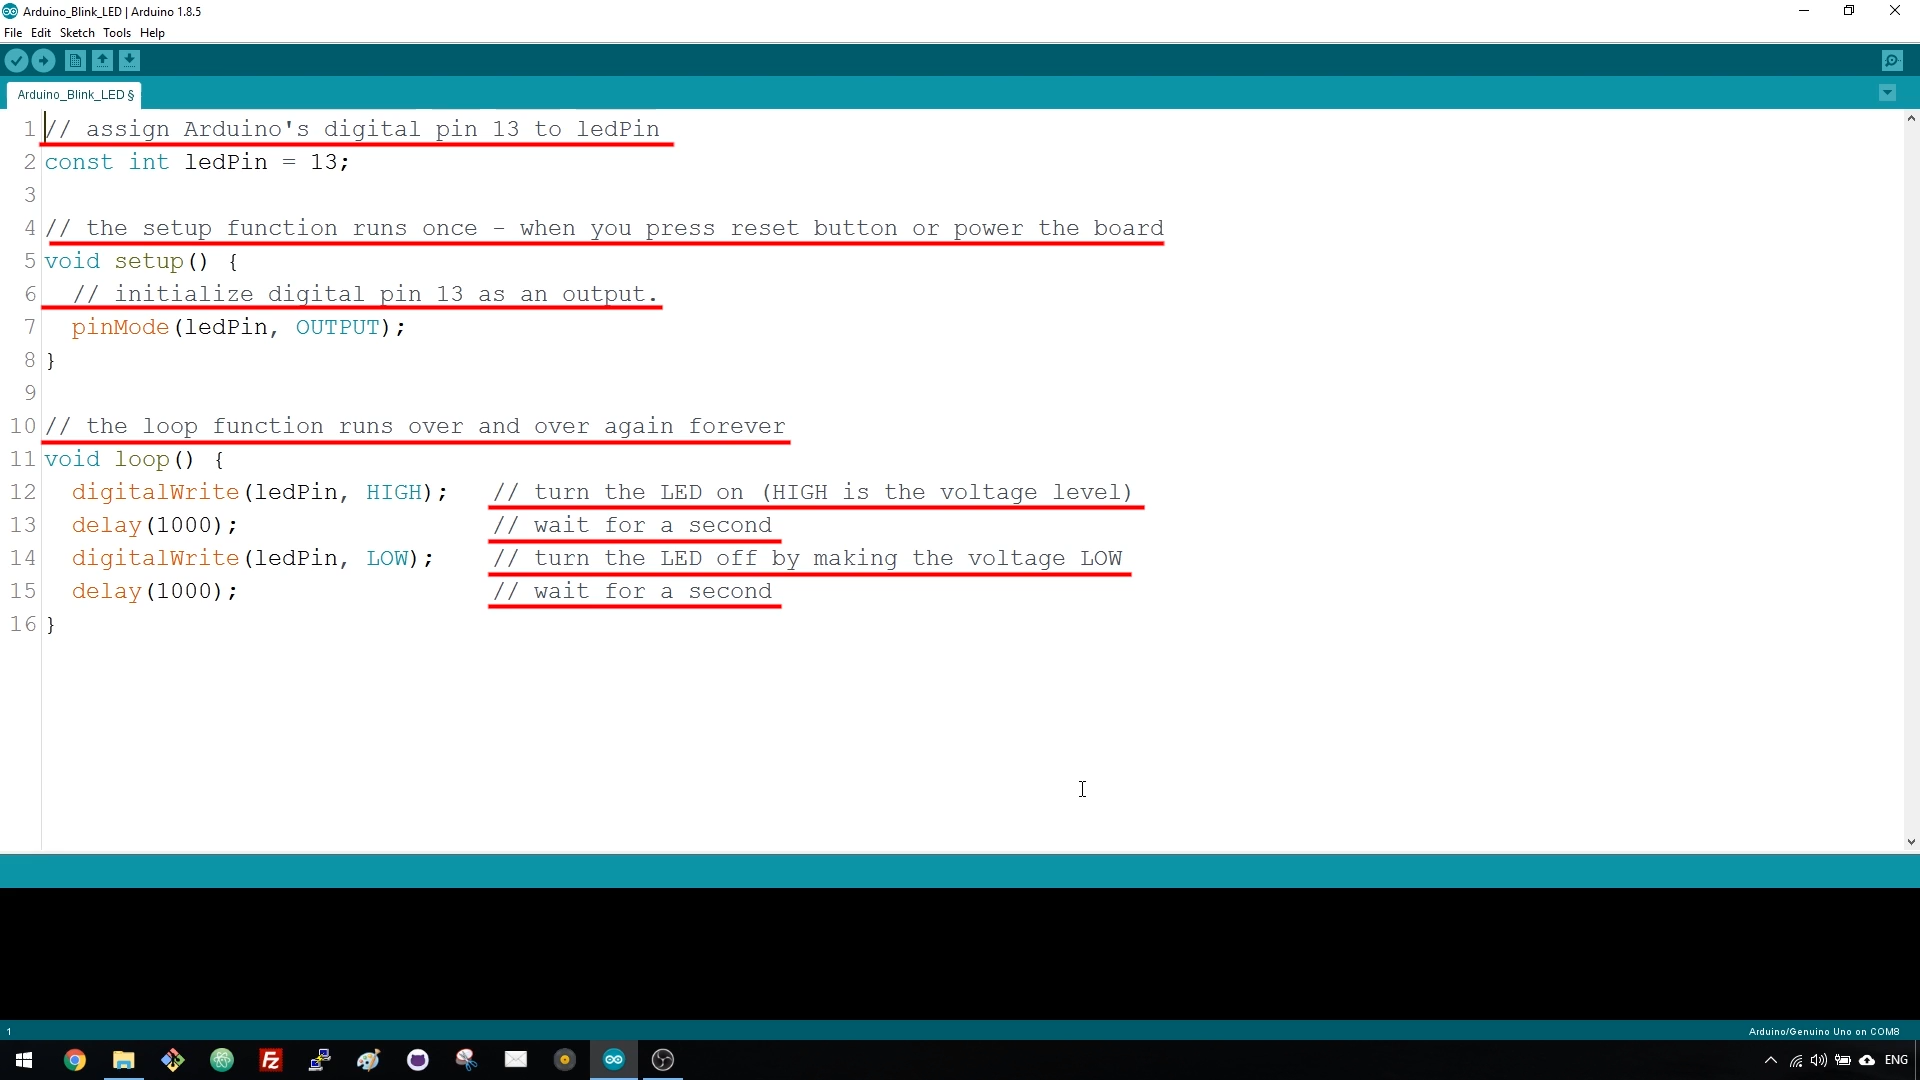 Arduino_Blink_LED | Arduino 1.8.5
File Edit Sketch Tools Help
Arduino_Blink_LED §
1 // assign Arduino's digital pin 13 to ledPin
2 const int ledPin = 13;
3
4 // the setup function runs once - when you press reset button or power the board
5 void setup() {
6   // initialize digital pin 13 as an output.
7   pinMode(ledPin, OUTPUT);
8 }
9
10 // the loop function runs over and over again forever
11 void loop() {
12   digitalWrite(ledPin, HIGH);   // turn the LED on (HIGH is the voltage level)
13   delay(1000);                  // wait for a second
14   digitalWrite(ledPin, LOW);    // turn the LED off by making the voltage LOW
15   delay(1000);                  // wait for a second
16 }
1 Arduino/Genuino Uno on COM8
Fz
ENG